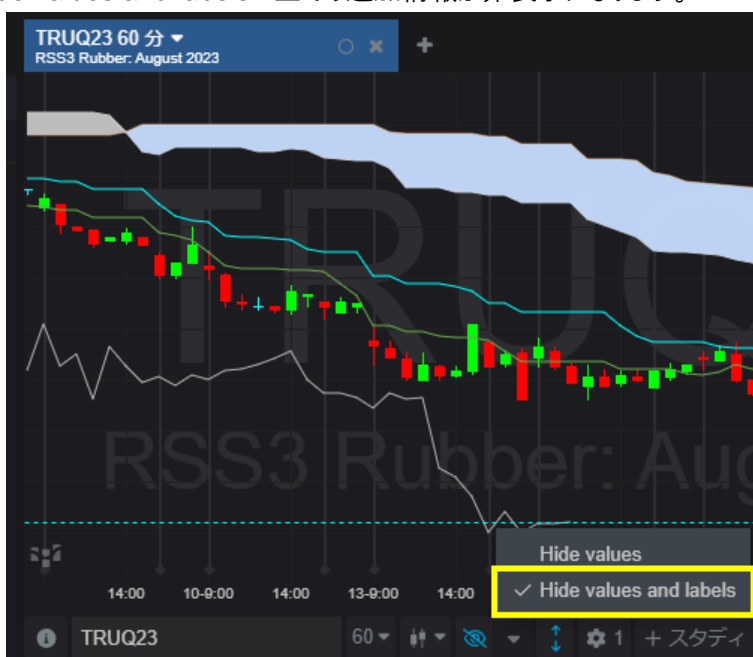 TRUQ23 60 分
RSS3 Rubber: August 2023
TRUQ
RSS3 Rubber: Aug
14:00 10-9:00 14:00 13-9:00 14:00
Hide values
Hide values and labels
TRUQ23 60 1 + スタディ